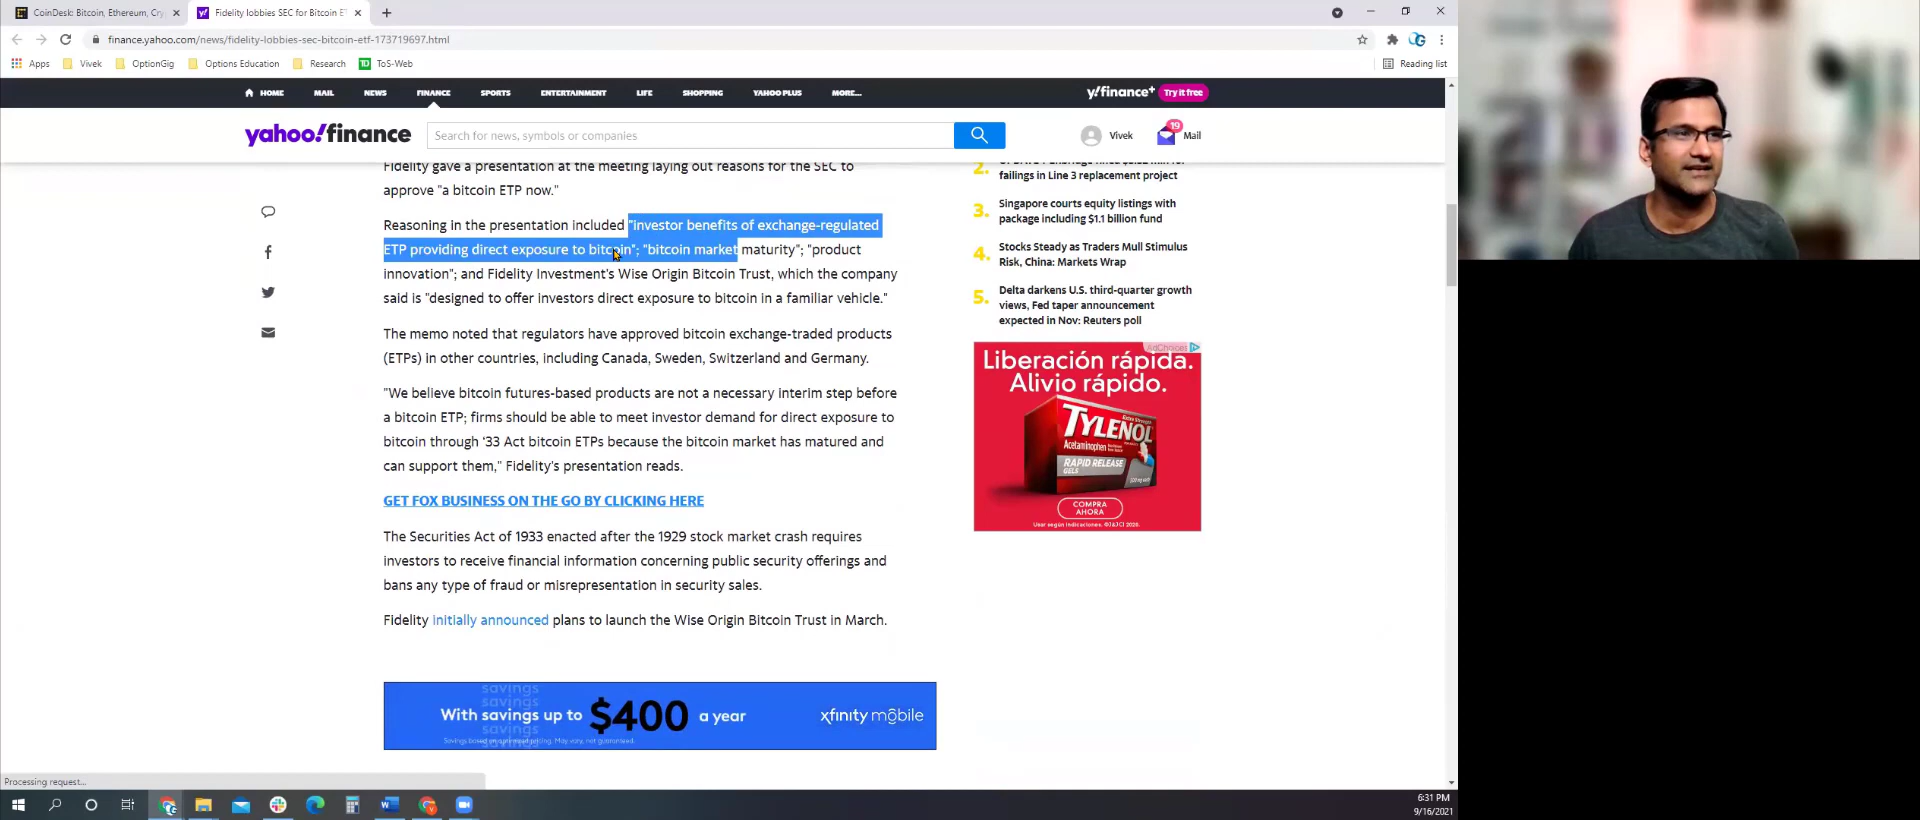 CoinDesk: Bitcoin, Ethereum, Cry
Fidelity lobbies SEC for Bitcoin ET
finance.yahoo.com/news/fidelity-lobbies-sec-bitcoin-etf-173719697.html
Apps
Vivek
OptionGig
Options Education
Research
ToS-Web
Reading list
HOME
MAIL
NEWS
FINANCE
SPORTS
ENTERTAINMENT
LIFE
SHOPPING
YAHOO PLUS
MORE...
y!finance+
Try it free
yahoo!finance
Search for news, symbols or companies
Vivek
19
Mail
Fidelity gave a presentation at the meeting laying out reasons for the SEC to
approve "a bitcoin ETP now."
Reasoning in the presentation included "investor benefits of exchange-regulated
ETP providing direct exposure to bitcoin"; "bitcoin market maturity"; "product
innovation"; and Fidelity Investment's Wise Origin Bitcoin Trust, which the company
said is "designed to offer investors direct exposure to bitcoin in a familiar vehicle."
The memo noted that regulators have approved bitcoin exchange-traded products
(ETPs) in other countries, including Canada, Sweden, Switzerland and Germany.
"We believe bitcoin futures-based products are not a necessary interim step before
a bitcoin ETP; firms should be able to meet investor demand for direct exposure to
bitcoin through ‘33 Act bitcoin ETPs because the bitcoin market has matured and
can support them," Fidelity's presentation reads.
GET FOX BUSINESS ON THE GO BY CLICKING HERE
The Securities Act of 1933 enacted after the 1929 stock market crash requires
investors to receive financial information concerning public security offerings and
bans any type of fraud or misrepresentation in security sales.
Fidelity initially announced plans to launch the Wise Origin Bitcoin Trust in March.
2.
failings in Line 3 replacement project
3. Singapore courts equity listings with
package including $1.1 billion fund
4. Stocks Steady as Traders Mull Stimulus
Risk, China: Markets Wrap
5. Delta darkens U.S. third-quarter growth
views, Fed taper announcement
expected in Nov: Reuters poll
AdChoices
Liberación rápida.
Alivio rápido.
TYLENOL
Acetaminophen
RAPID RELEASE
GELS
COMPRA
AHORA
savings
With savings up to $400 a year
xfinity mobile
savings
Processing request...
6:31 PM
9/16/2021